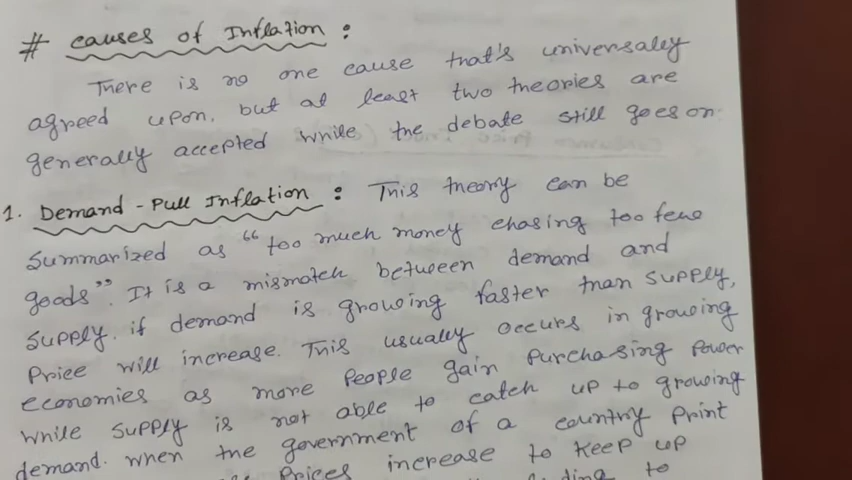 # causes of Inflation :
There is no one cause that's universaley
agreed upon, but at least two theories are
generaley accepted while the debate still goes on.
1. Demand - Pull Inflation : This theory can be
Summarized as "too much money chasing too few
goods". It is a mismatch between demand and
supply. if demand is growing faster than supply,
Price will increase. This usualey occurs in growing
economies as more people gain Purchasing Power
while supply is not able to catch up to growing
demand. when the government of a country Print
Prices increase to keep up
to